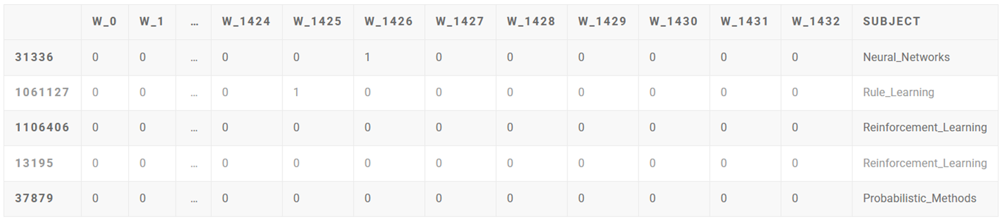 W_0 W_1 … W_1424 W_1425 W_1426 W_1427 W_1428 W_1429 W_1430 W_1431 W_1432 SUBJECT
31336 0 0 … 0 0 1 0 0 0 0 0 0 Neural_Networks
1061127 0 0 … 0 1 0 0 0 0 0 0 0 Rule_Learning
1106406 0 0 … 0 0 0 0 0 0 0 0 0 Reinforcement_Learning
13195 0 0 … 0 0 0 0 0 0 0 0 0 Reinforcement_Learning
37879 0 0 … 0 0 0 0 0 0 0 0 0 Probabilistic_Methods